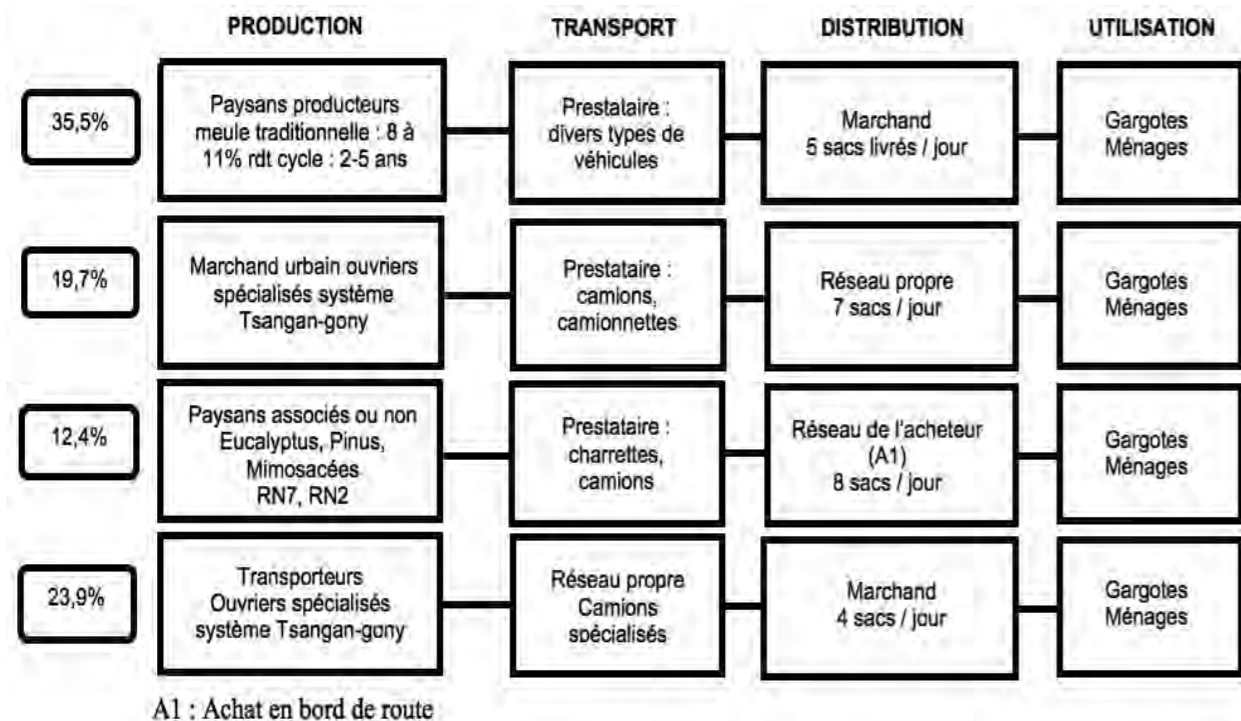 PRODUCTION TRANSPORT DISTRIBUTION UTILISATION
35,5%
Paysans producteurs
meule traditionnelle : 8 à
11% rdt cycle : 2-5 ans
Prestataire :
divers types de
véhicules
Marchand
5 sacs livrés / jour
Gargotes
Ménages
19,7%
Marchand urbain ouvriers
spécialisés système
Tsangan-gony
Prestataire :
camions,
camionnettes
Réseau propre
7 sacs / jour
Gargotes
Ménages
12,4%
Paysans associés ou non
Eucalyptus, Pinus,
Mimosacées
RN7, RN2
Prestataire :
charrettes,
camions
Réseau de l'acheteur
(A1)
8 sacs / jour
Gargotes
Ménages
23,9%
Transporteurs
Ouvriers spécialisés
système Tsangan-gony
Réseau propre
Camions
spécialisés
Marchand
4 sacs / jour
Gargotes
Ménages
A1 : Achat en bord de route